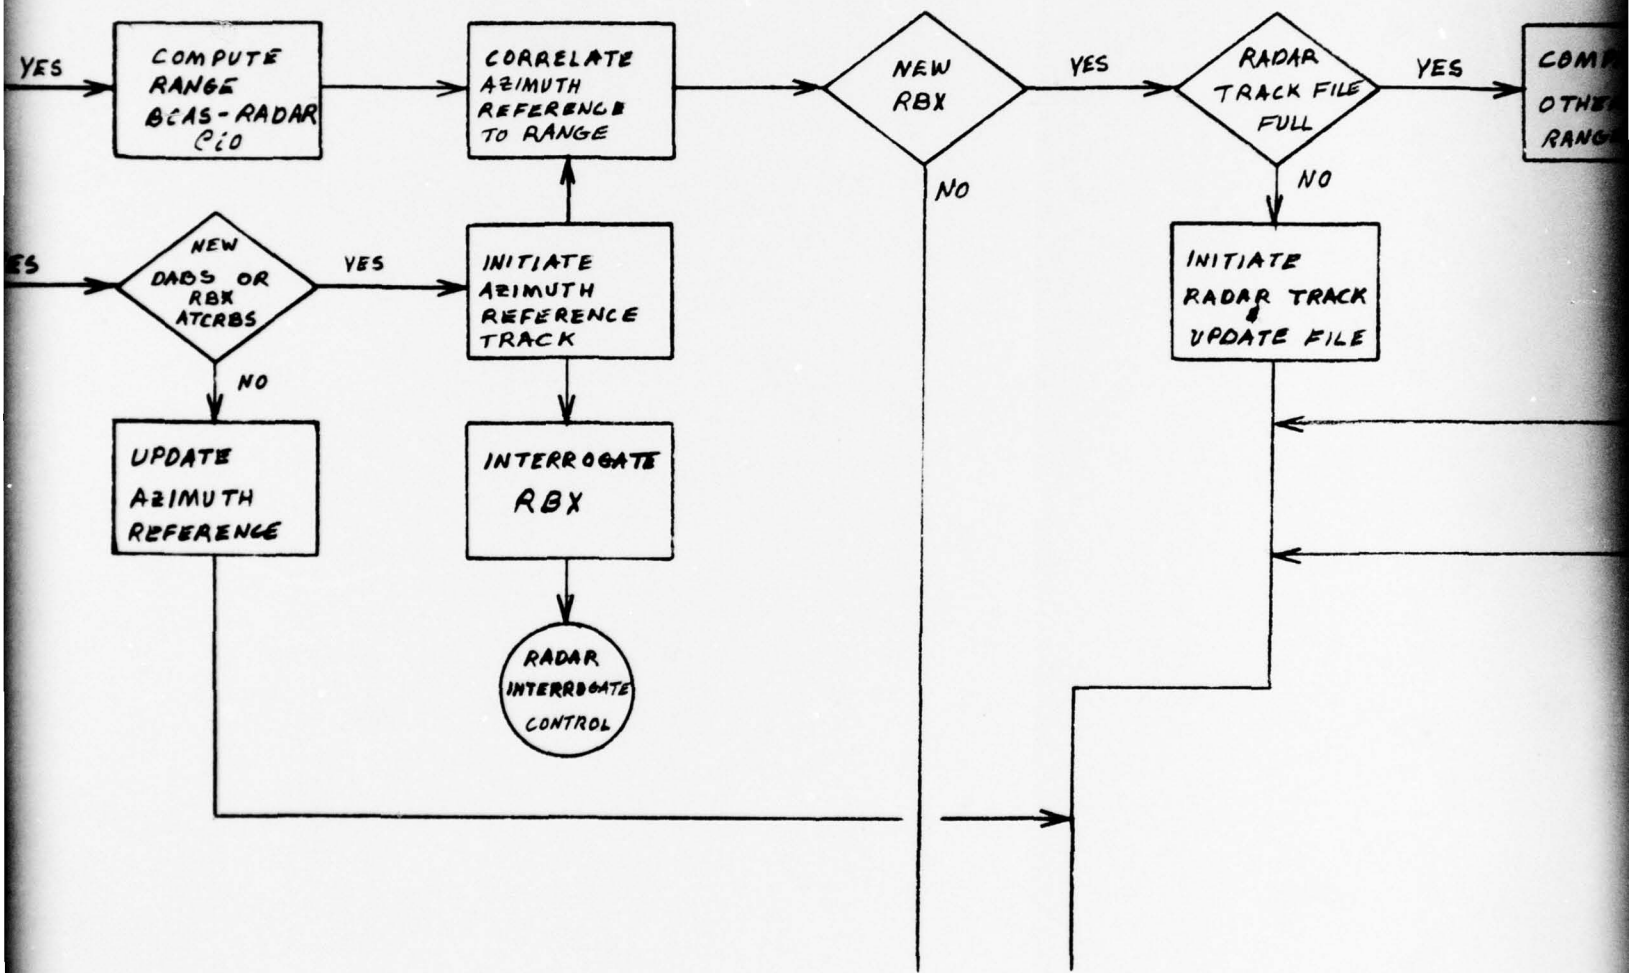 YES
COMPUTE
RANGE
BCAS-RADAR
CORRELATE
AZIMUTH
REFERENCE
TO RANGE
NEW
RBX
YES
NO
RADAR
TRACK FILE
FULL
YES
NO
OTHE
RANG
NEW
DABS OR
RBX
ATCRBS
YES
NO
INITIATE
AZIMUTH
REFERENCE
TRACK
INITIATE
RADAR TRACK
&
UPDATE FILE
UPDATE
AZIMUTH
REFERENCE
INTERROGATE
RBX
RADAR
INTERROGATE
CONTROL